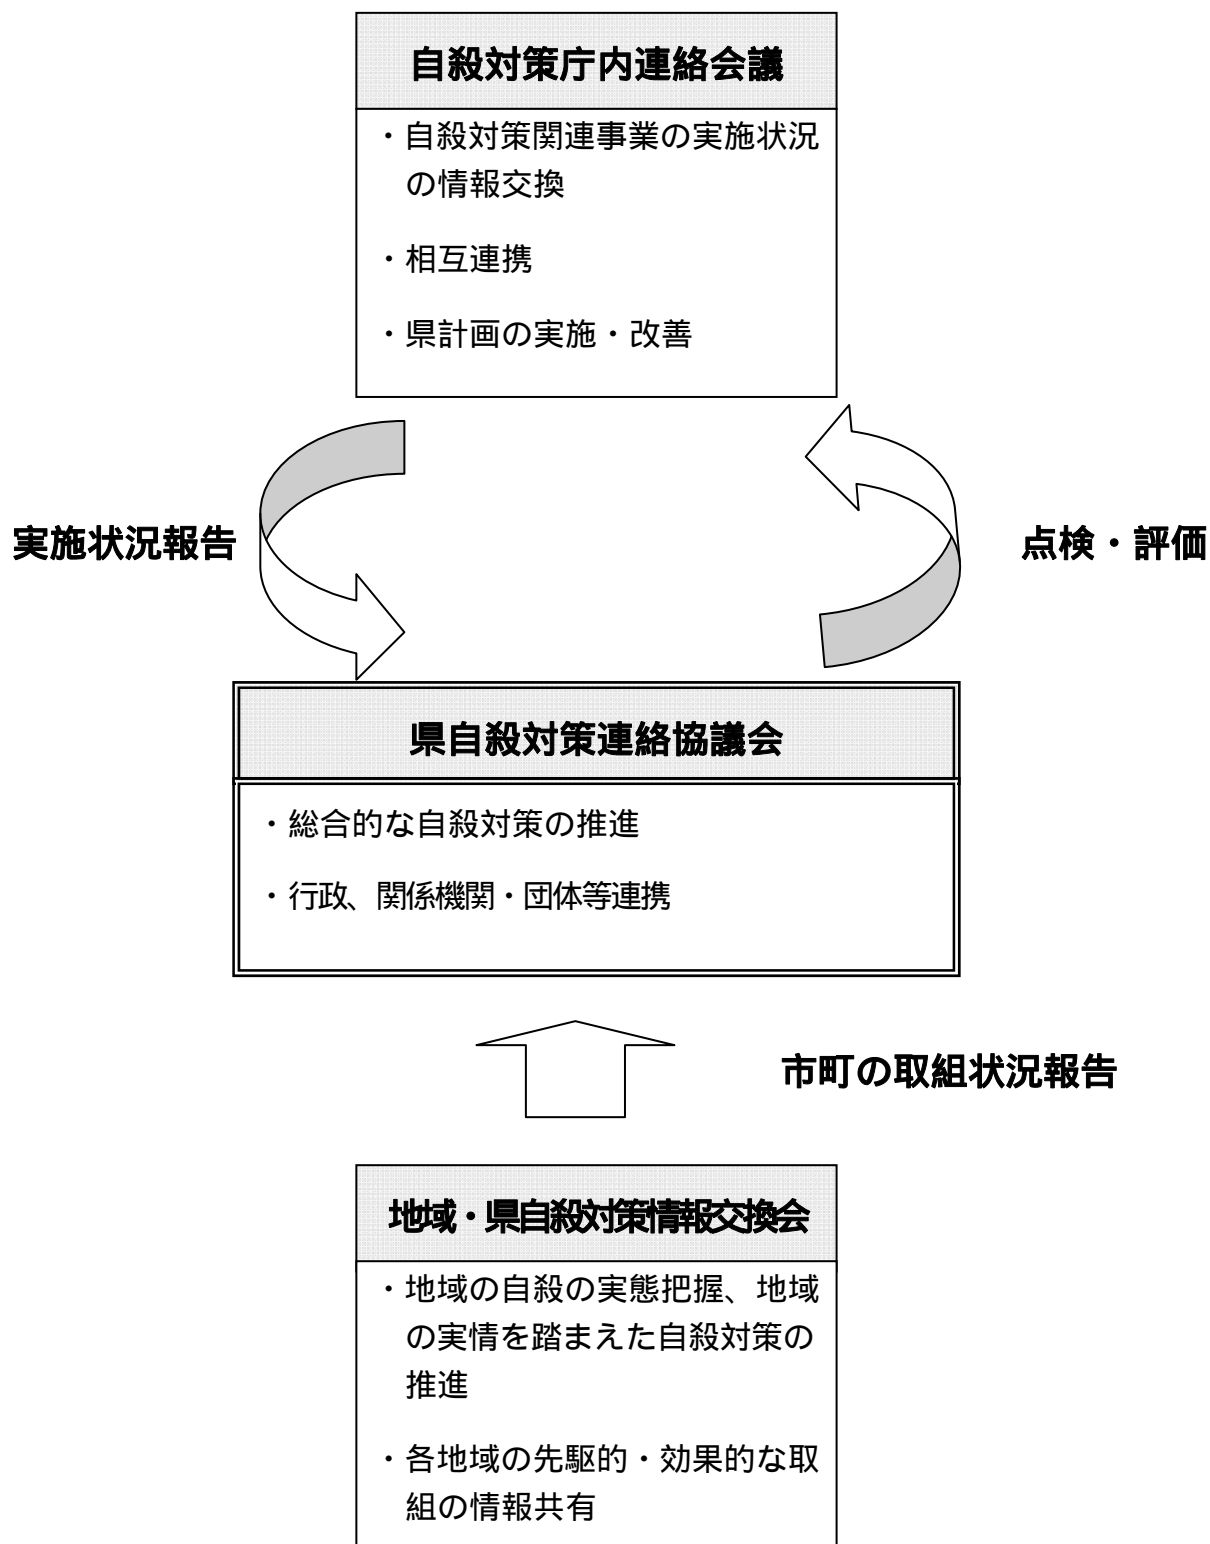 自殺対策庁内連絡会議
・自殺対策関連事業の実施状況
の情報交換
・相互連携
・県計画の実施・改善
実施状況報告
点検・評価
県自殺対策連絡協議会
・総合的な自殺対策の推進
・行政、関係機関・団体等連携
市町の取組状況報告
地域・県自殺対策情報交換会
・地域の自殺の実態把握、地域
の実情を踏まえた自殺対策の
推進
・各地域の先駆的・効果的な取
組の情報共有